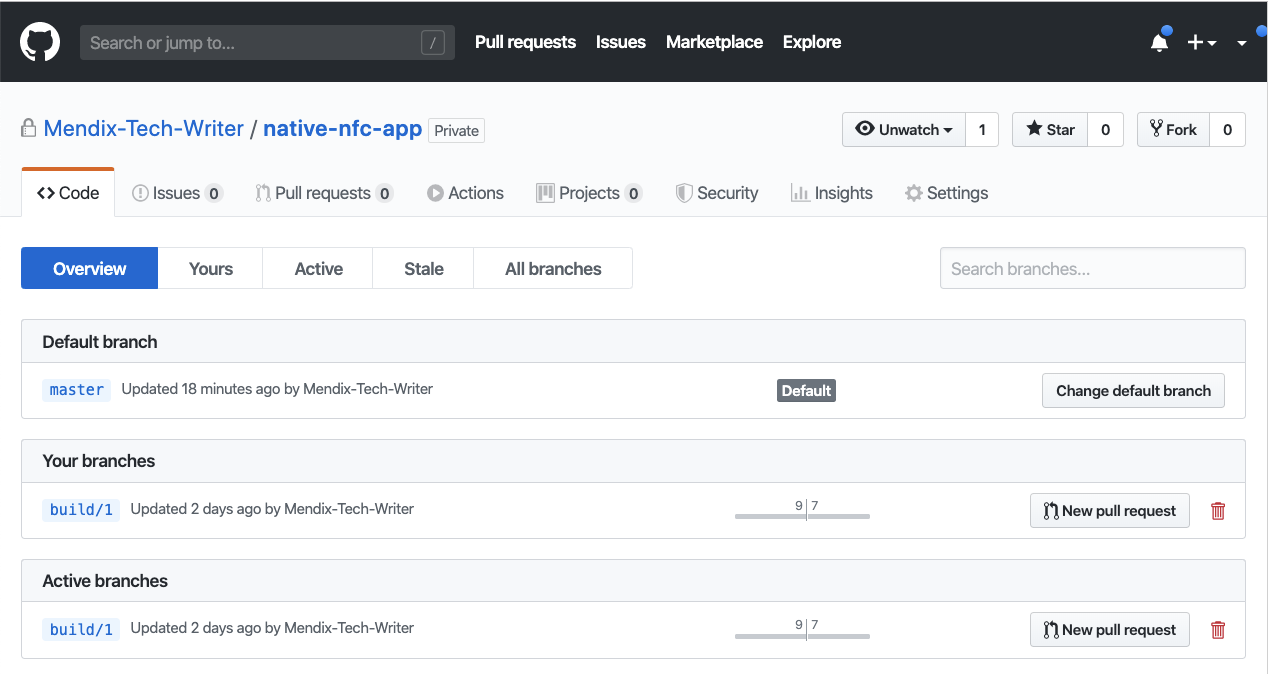 Search or jump to... / Pull requests Issues Marketplace Explore
Mendix-Tech-Writer / native-nfc-app Private Unwatch 1 Star 0 Fork 0
Code Issues 0 Pull requests 0 Actions Projects 0 Security Insights Settings
Overview Yours Active Stale All branches Search branches...
Default branch
master Updated 18 minutes ago by Mendix-Tech-Writer Default Change default branch
Your branches
build/1 Updated 2 days ago by Mendix-Tech-Writer 9 7 New pull request
Active branches
build/1 Updated 2 days ago by Mendix-Tech-Writer 9 7 New pull request